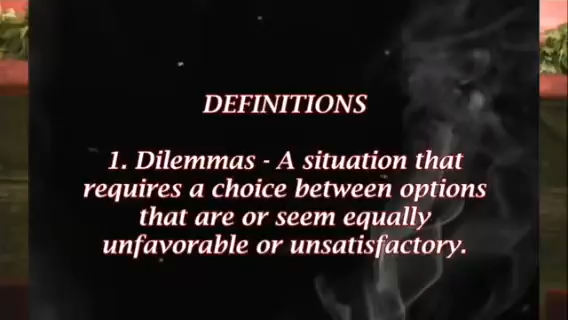 DEFINITIONS
1. Dilemmas - A situation that
requires a choice between options
that are or seem equally
unfavorable or unsatisfactory.